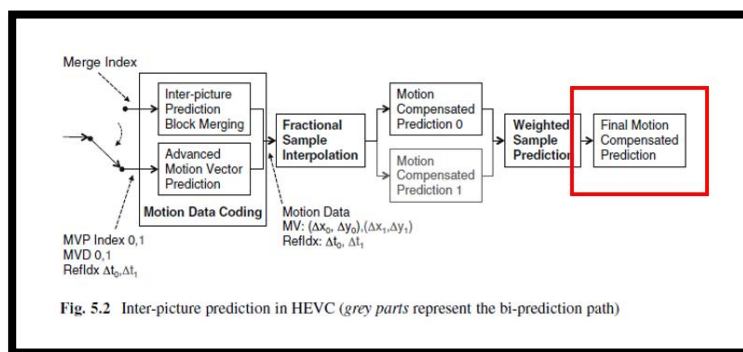 Merge Index
Inter-picture
Prediction
Block Merging
Advanced
Motion Vector
Prediction
Motion Data Coding
MVP Index 0,1
MVD 0,1
RefIdx Δt₀,Δt₁
Fractional
Sample
Interpolation
Motion Data
MV: (Δx₀, Δy₀),(Δx₁,Δy₁)
RefIdx: Δt₀, Δt₁
Motion
Compensated
Prediction 0
Motion
Compensated
Prediction 1
Weighted
Sample
Prediction
Final Motion
Compensated
Prediction
Fig. 5.2 Inter-picture prediction in HEVC (grey parts represent the bi-prediction path)